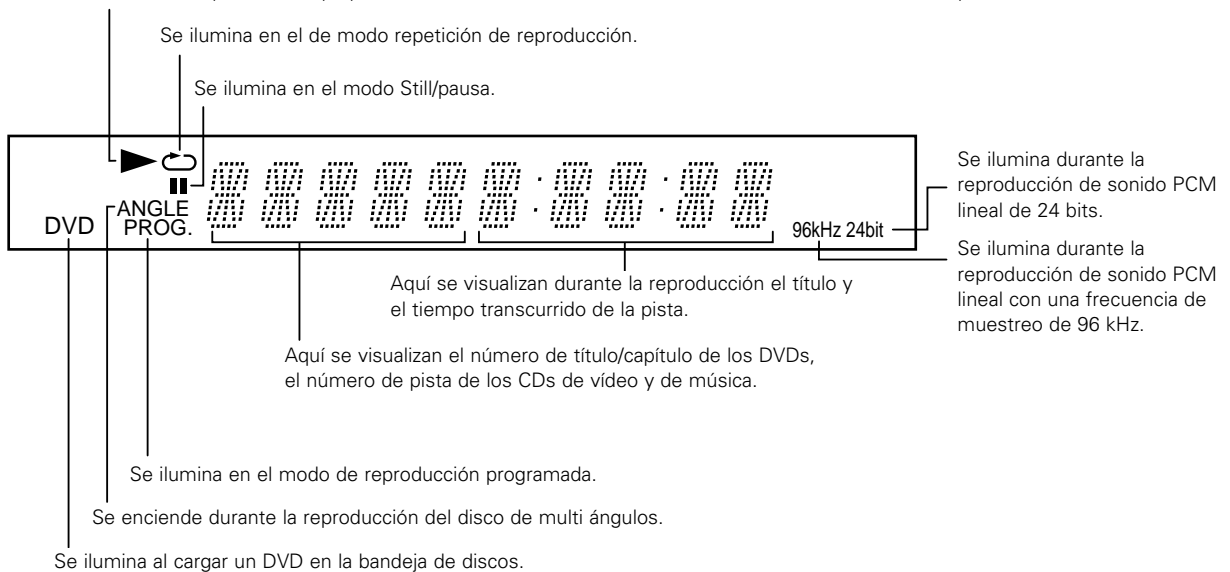 Se ilumina en el de modo repetición de reproducción.
Se ilumina en el modo Still/pausa.
ANGLE
DVD PROG.
96kHz 24bit
Se ilumina durante la
reproducción de sonido PCM
lineal de 24 bits.
Se ilumina durante la
reproducción de sonido PCM
lineal con una frecuencia de
muestreo de 96 kHz.
Aquí se visualizan durante la reproducción el título y
el tiempo transcurrido de la pista.
Aquí se visualizan el número de título/capítulo de los DVDs,
el número de pista de los CDs de vídeo y de música.
Se ilumina en el modo de reproducción programada.
Se enciende durante la reproducción del disco de multi ángulos.
Se ilumina al cargar un DVD en la bandeja de discos.